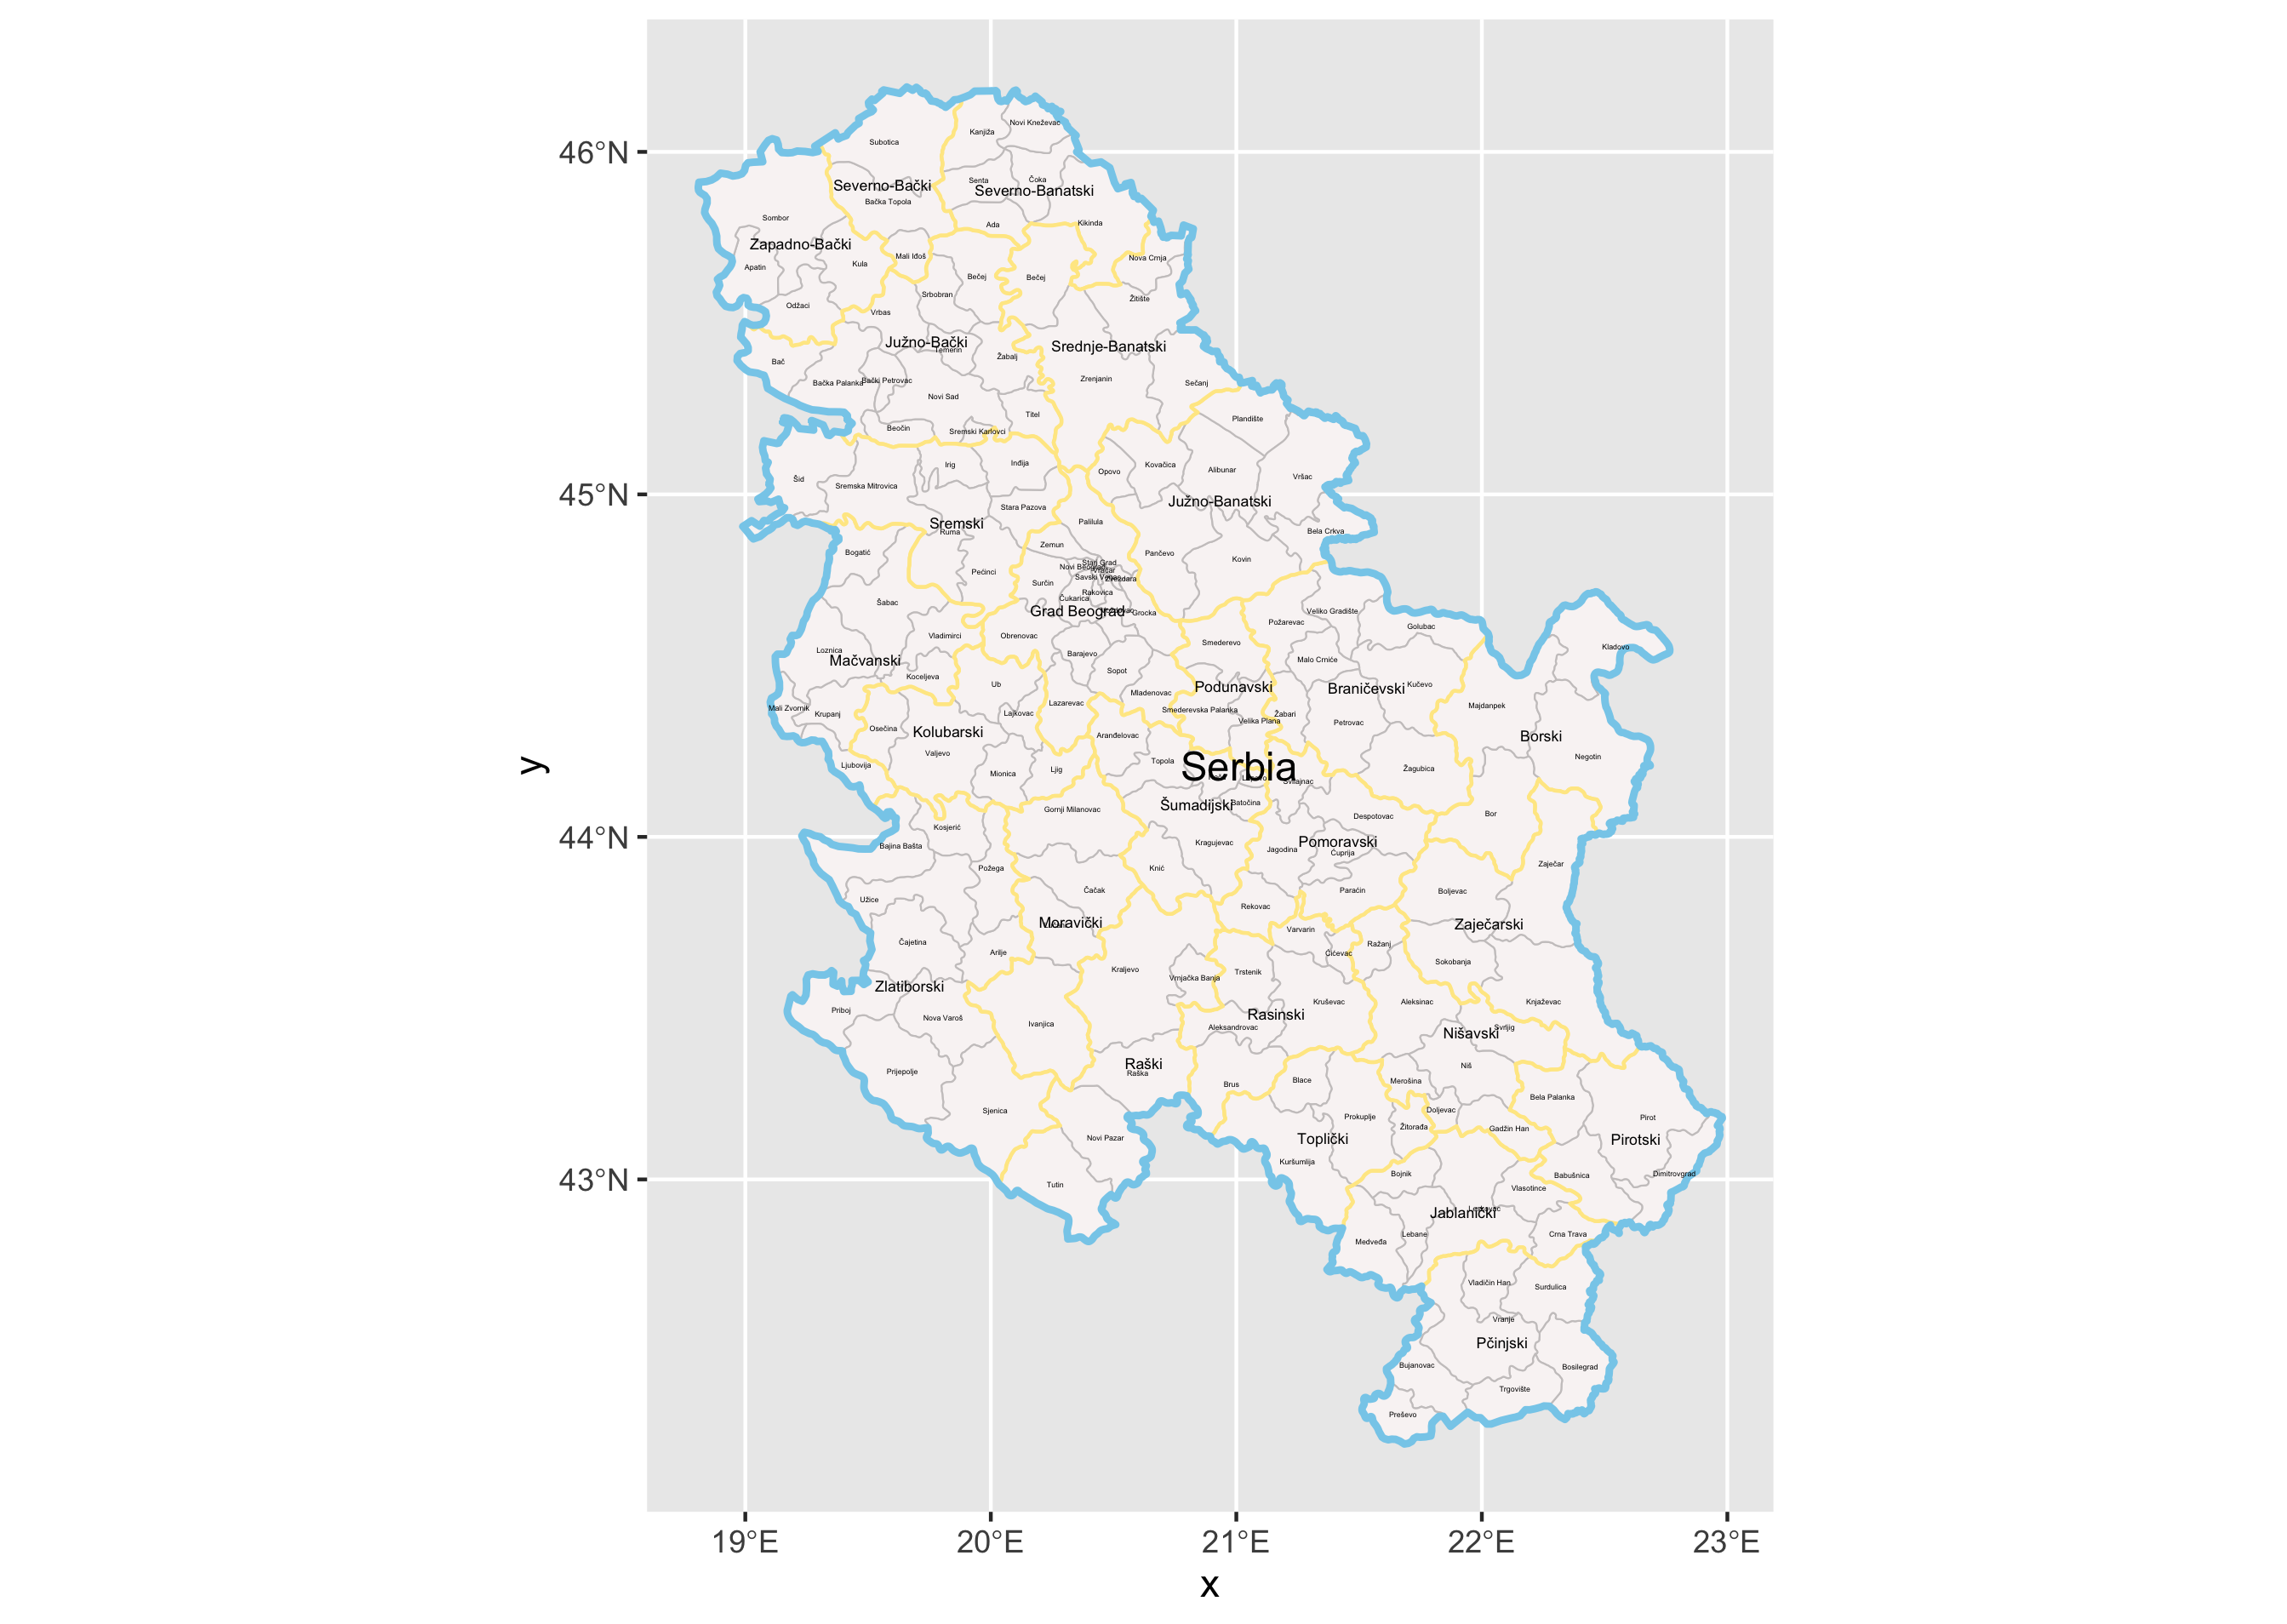 46°N
45°N
44°N
43°N
y
Subotica
Kanjiža
Novi Kneževac
Severno-Bački
Senta
Čoka
Severno-Banatski
Bačka Topola
Sombor
Ada
Kikinda
Zapadno-Bački
Apatin
Kula
Mali Iđoš
Nova Crnja
Bečej
Bečej
Odžaci
Srbobran
Žitište
Vrbas
Južno-Bački
Temerin
Srednje-Banatski
Bač
Žabalj
Bačka Palanka
Bački Petrovac
Zrenjanin
Sečanj
Novi Sad
Titel
Plandište
Beočin
Sremski Karlovci
Irig
Inđija
Opovo
Kovačica
Alibunar
Vršac
Šid
Sremska Mitrovica
Južno-Banatski
Stara Pazova
Sremski
Ruma
Palilula
Bela Crkva
Zemun
Bogatić
Pančevo
Kovin
Stari Grad
Novi Beograd
Pećinci
Surčin
Savski Venac
Zvezdara
Rakovica
Čukarica
Šabac
Grad Beograd
Grocka
Veliko Gradište
Požarevac
Golubac
Vladimirci
Obrenovac
Smederevo
Kladovo
Loznica
Mačvanski
Barajevo
Malo Crniće
Sopot
Koceljeva
Ub
Podunavski
Braničevski
Kučevo
Mladenovac
Mali Zvornik
Krupanj
Lajkovac
Lazarevac
Smederevska Palanka
Žabari
Majdanpek
Velika Plana
Petrovac
Osečina
Kolubarski
Aranđelovac
Borski
Valjevo
Topola
Negotin
Ljubovija
Mionica
Ljig
Serbia
Žagubica
Svilajnac
Gornji Milanovac
Šumadijski
Batočina
Despotovac
Bor
Kosjerić
Bajina Bašta
Kragujevac
Jagodina
Pomoravski
Ćuprija
Požega
Knić
Zaječar
Čačak
Paraćin
Boljevac
Užice
Rekovac
Moravički
Zaječarski
Varvarin
Čajetina
Arilje
Ćićevac
Ražanj
Sokobanja
Kraljevo
Vrnjačka Banja
Trstenik
Zlatiborski
Kruševac
Aleksinac
Knjaževac
Priboj
Nova Varoš
Ivanjica
Rasinski
Aleksandrovac
Nišavski
Svrljig
Raški
Raška
Niš
Prijepolje
Brus
Blace
Merošina
Bela Palanka
Sjenica
Prokuplje
Doljevac
Pirot
Žitorađa
Gadžin Han
Novi Pazar
Toplički
Pirotski
Kuršumlija
Bojnik
Babušnica
Dimitrovgrad
Tutin
Vlasotince
Jablanički
Lebane
Crna Trava
Medveđa
Vladičin Han
Surdulica
Vranje
Pčinjski
Bujanovac
Bosilegrad
Trgovište
Preševo
19°E 20°E 21°E 22°E 23°E
x